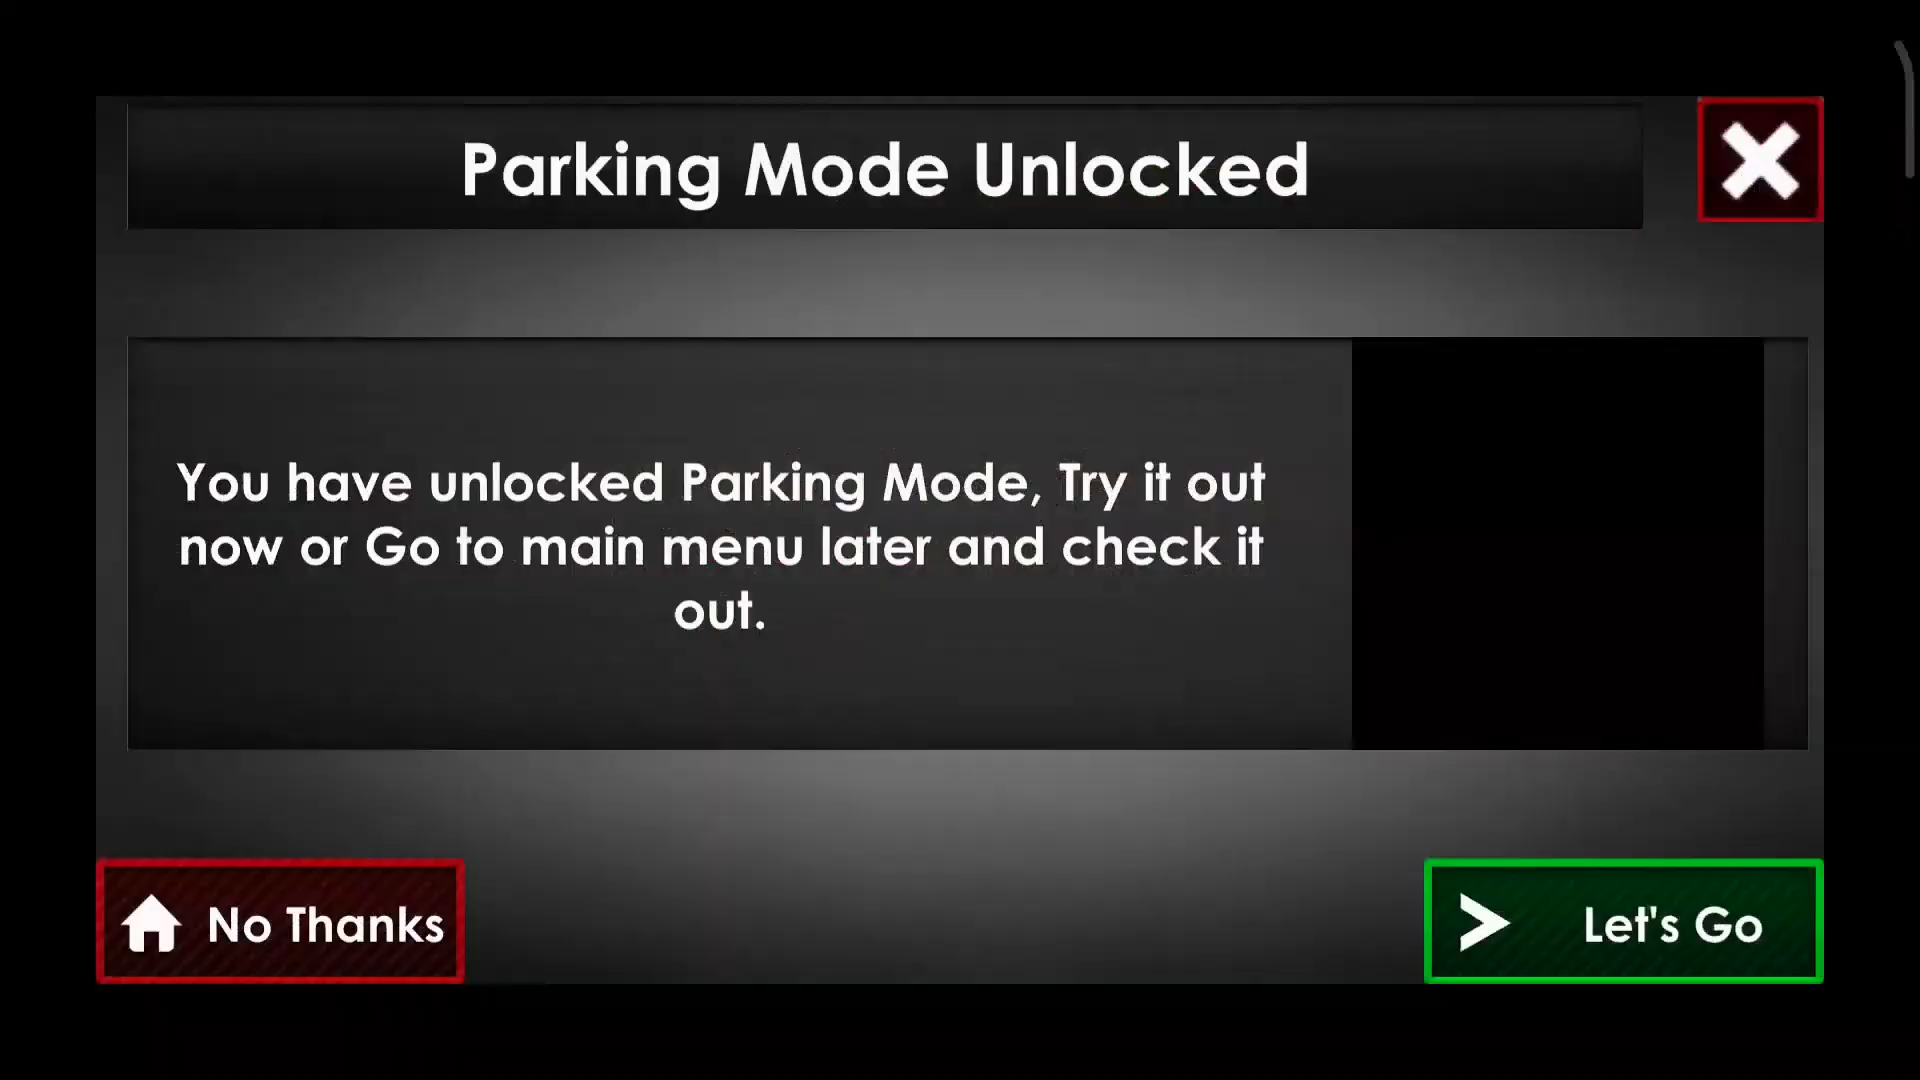 Parking Mode Unlocked
You have unlocked Parking Mode, Try it out
now or Go to main menu later and check it
out.
No Thanks
Let's Go